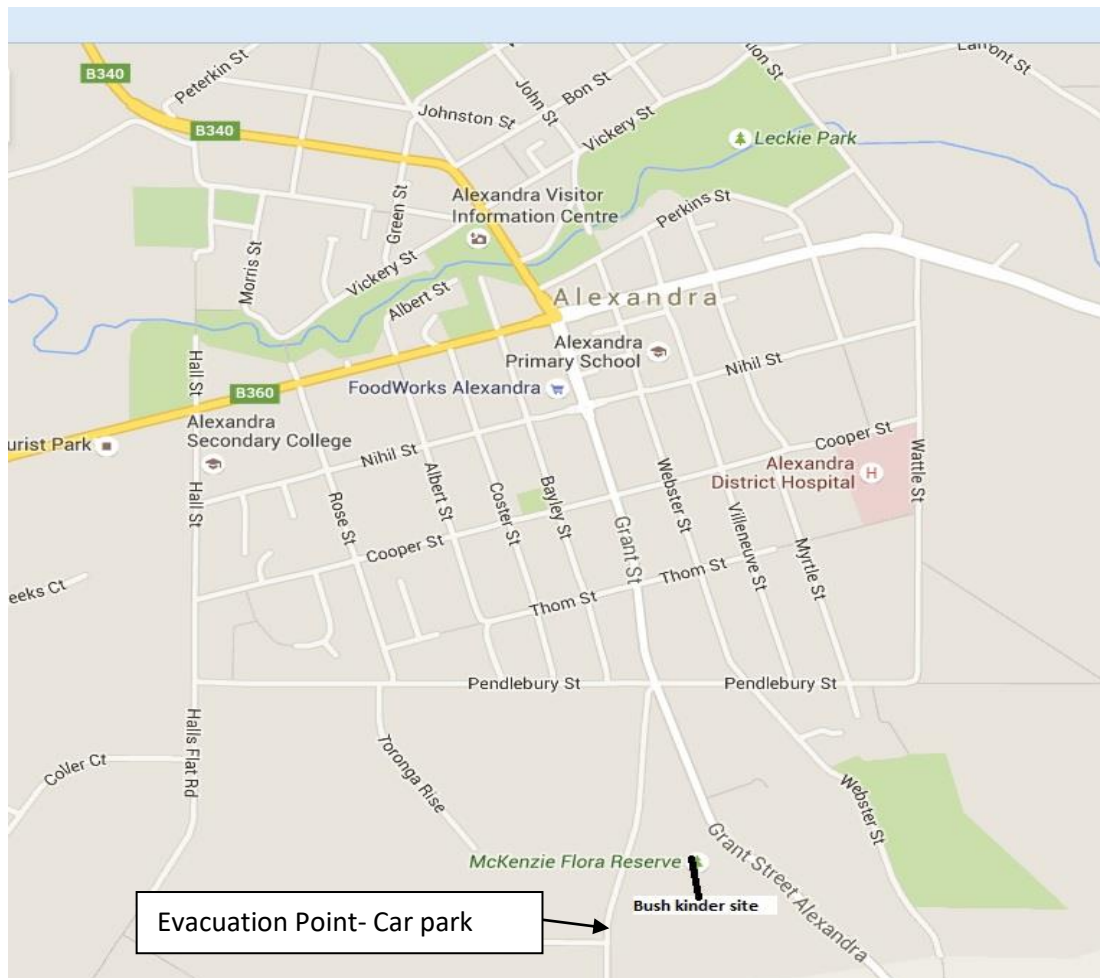 B340
Peterkin St
B340
Johnston St
John St
Bon St
Vickery St
Lamont St
Leckie Park
Green St
Alexandra Visitor
Information Centre
Perkins St
Morris St
Vickery St
Albert St
Alexandra
Hall St
Alexandra
Primary School
Nihil St
FoodWorks Alexandra
B360
Alexandra
Secondary College
urist Park
Nihil St
Cooper St
Alexandra
District Hospital
H
Wattle St
Hall St
Rose St
Albert St
Coster St
Bayley St
Webster St
Villeneuve St
Cooper St
Grant St
Myrtle St
Thom St
eeks Ct
Thom St
Pendlebury St
Pendlebury St
Halls Flat Rd
Toronga Rise
Webster St
McKenzie Flora Reserve
Grant Street Alexandra
Bush kinder site
Evacuation Point- Car park